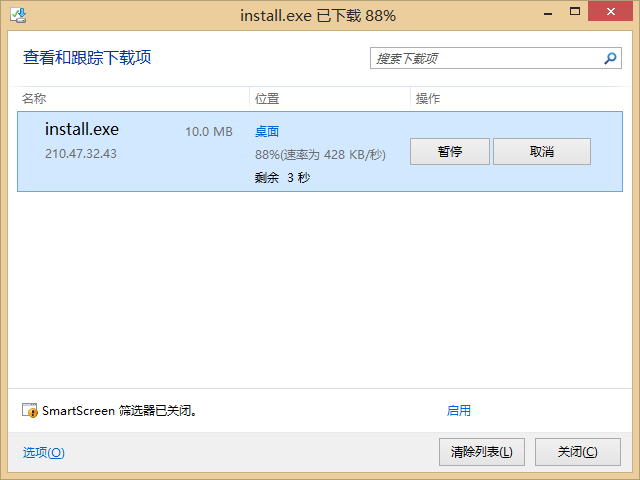 install.exe 已下载 88%
查看和跟踪下载项
搜索下载项
名称 位置 操作
install.exe 10.0 MB 桌面
210.47.32.43 88%(速率为 428 KB/秒) 暂停 取消
剩余 3 秒
SmartScreen 筛选器已关闭。 启用
选项(O) 清除列表(L) 关闭(C)